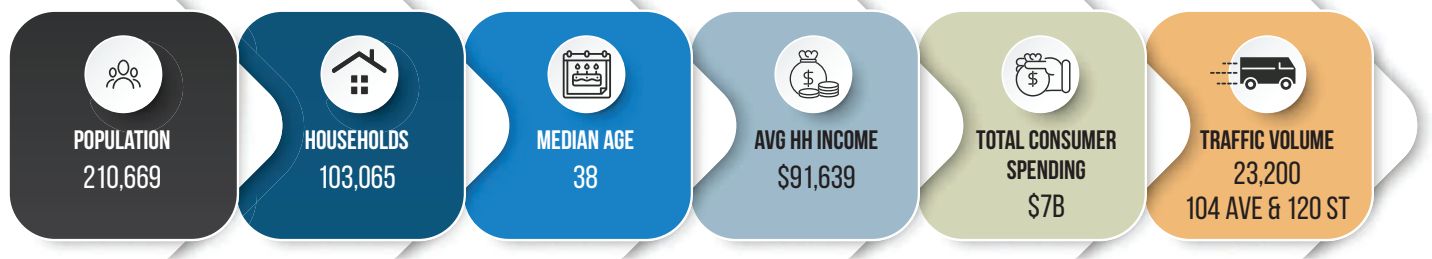 POPULATION
210,669
HOUSEHOLDS
103,065
MEDIAN AGE
38
AVG HH INCOME
$91,639
TOTAL CONSUMER
SPENDING
$7B
TRAFFIC VOLUME
23,200
104 AVE & 120 ST